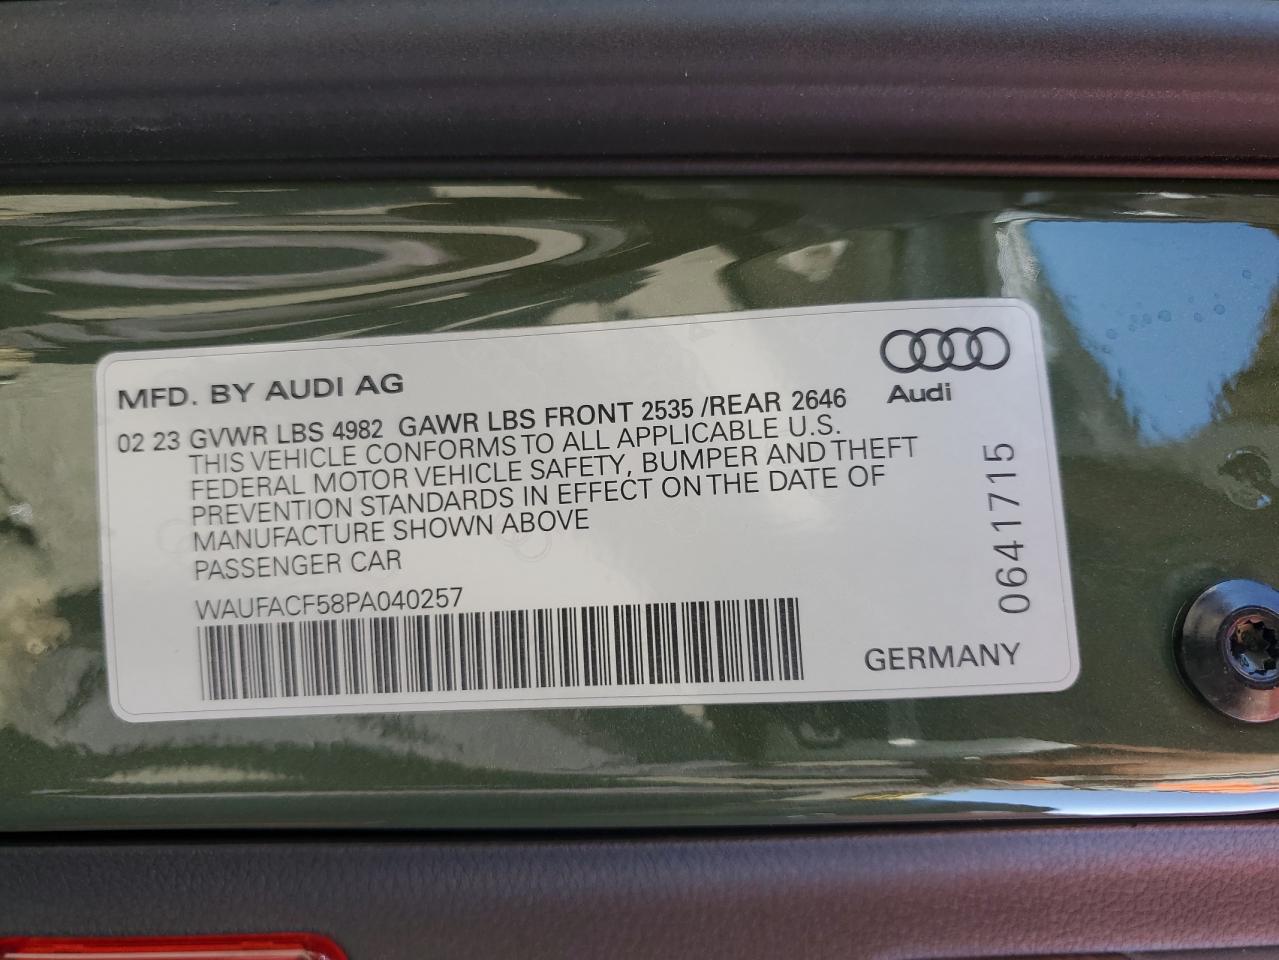 MFD. BY AUDI AG
Audi
02 23 GVWR LBS 4982 GAWR LBS FRONT 2535 /REAR 2646
THIS VEHICLE CONFORMS TO ALL APPLICABLE U.S.
FEDERAL MOTOR VEHICLE SAFETY, BUMPER AND THEFT
PREVENTION STANDARDS IN EFFECT ON THE DATE OF
MANUFACTURE SHOWN ABOVE
PASSENGER CAR
WAUFACF58PA040257
0641715
GERMANY